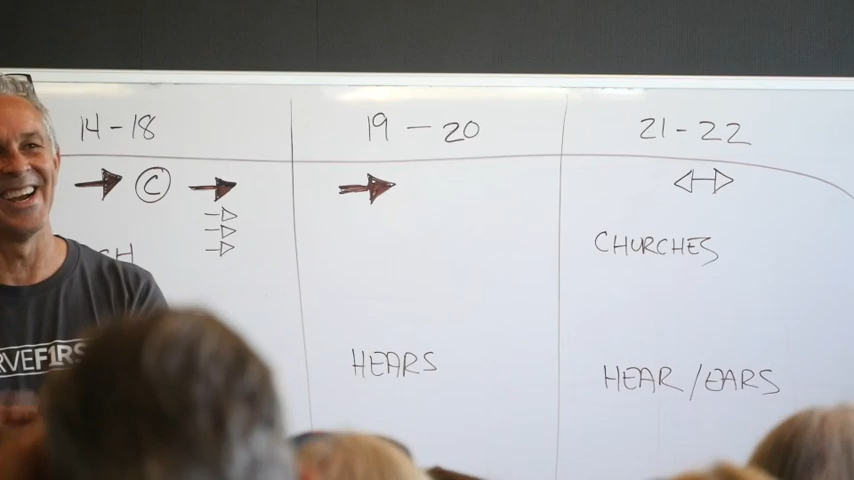 14-18
19 - 20
21-22
C
CHURCHES
HEARS
HEAR/EARS